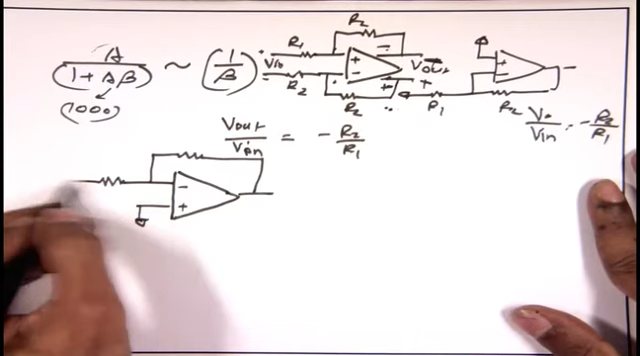 A / 1 + Aβ ~ (1/β)
(1000)
R1 R2
Vin + - Vout
R2 - + +
R2 R1
+ -
R2
Vo / Vin = -R2 / R1
Vout / Vin = -R2 / R1
-
+